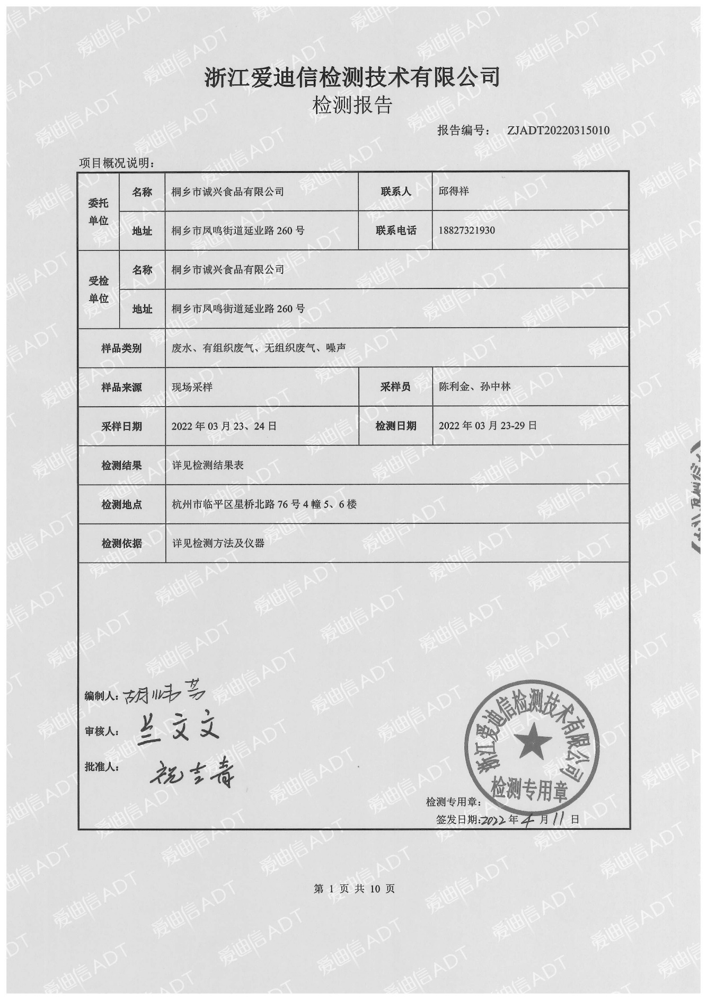 浙江爱迪信检测技术有限公司
检测报告
报告编号： ZJADT20220315010
项目概况说明：
委托单位 名称 桐乡市诚兴食品有限公司 联系人 邱得祥
地址 桐乡市凤鸣街道延业路 260 号 联系电话 18827321930
受检单位 名称 桐乡市诚兴食品有限公司
地址 桐乡市凤鸣街道延业路 260 号
样品类别 废水、有组织废气、无组织废气、噪声
样品来源 现场采样 采样员 陈利金、孙中林
采样日期 2022 年 03 月 23、24 日 检测日期 2022 年 03 月 23-29 日
检测结果 详见检测结果表
检测地点 杭州市临平区星桥北路 76 号 4 幢 5、6 楼
检测依据 详见检测方法及仪器
编制人：胡
审核人： 兰文文
批准人： 祝吉青
浙江爱迪信检测技术有限公司
检测专用章
检测专用章：
签发日期：2022 年 4 月 11 日
第 1 页 共 10 页
爱迪信 ADT